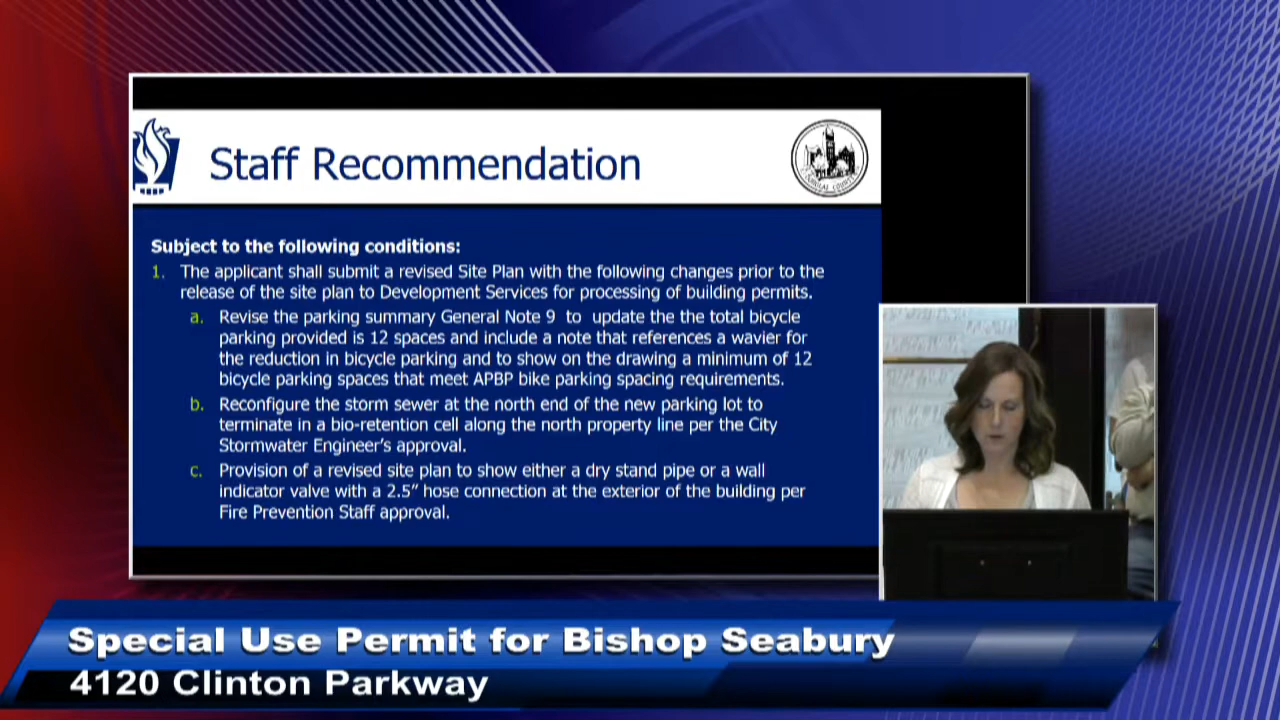 Staff Recommendation
Subject to the following conditions:
1. The applicant shall submit a revised Site Plan with the following changes prior to the
release of the site plan to Development Services for processing of building permits.
a. Revise the parking summary General Note 9 to update the the total bicycle
parking provided is 12 spaces and include a note that references a wavier for
the reduction in bicycle parking and to show on the drawing a minimum of 12
bicycle parking spaces that meet APBP bike parking spacing requirements.
b. Reconfigure the storm sewer at the north end of the new parking lot to
terminate in a bio-retention cell along the north property line per the City
Stormwater Engineer's approval.
c. Provision of a revised site plan to show either a dry stand pipe or a wall
indicator valve with a 2.5" hose connection at the exterior of the building per
Fire Prevention Staff approval.
Special Use Permit for Bishop Seabury
4120 Clinton Parkway